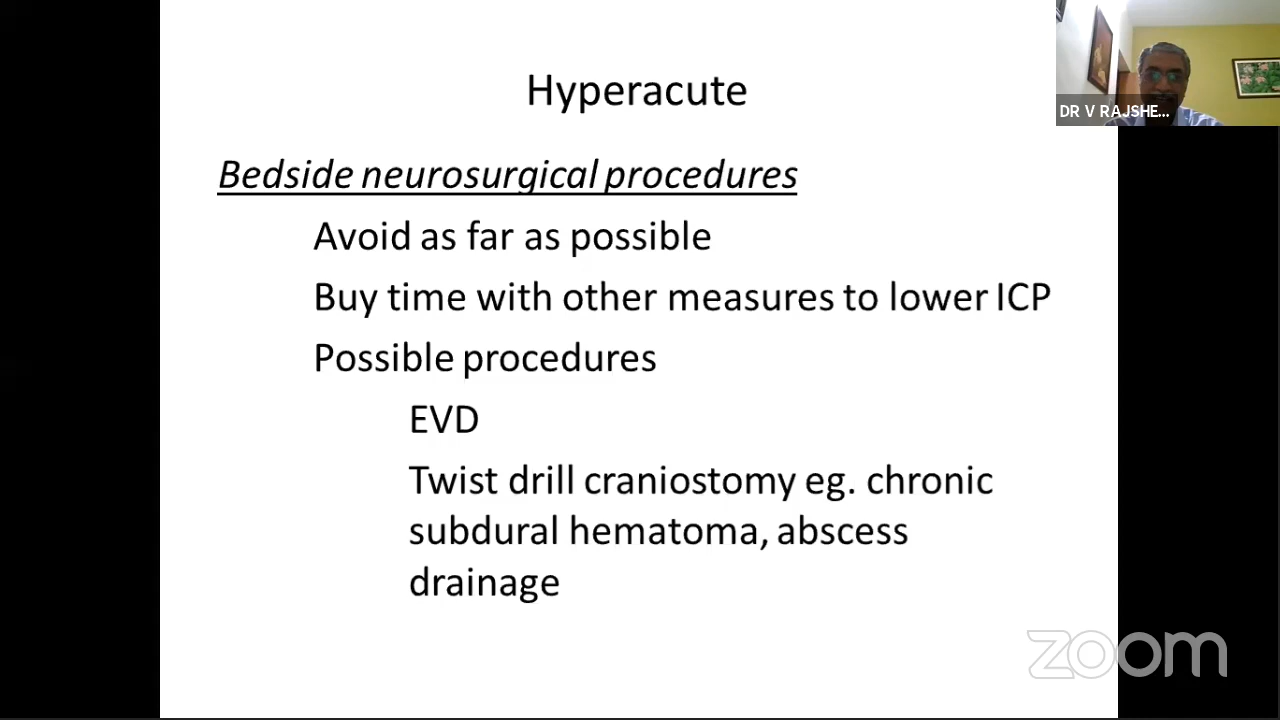 Hyperacute
DR V RAJSHE...
Bedside neurosurgical procedures
Avoid as far as possible
Buy time with other measures to lower ICP
Possible procedures
EVD
Twist drill craniostomy eg. chronic
subdural hematoma, abscess
drainage
zoom